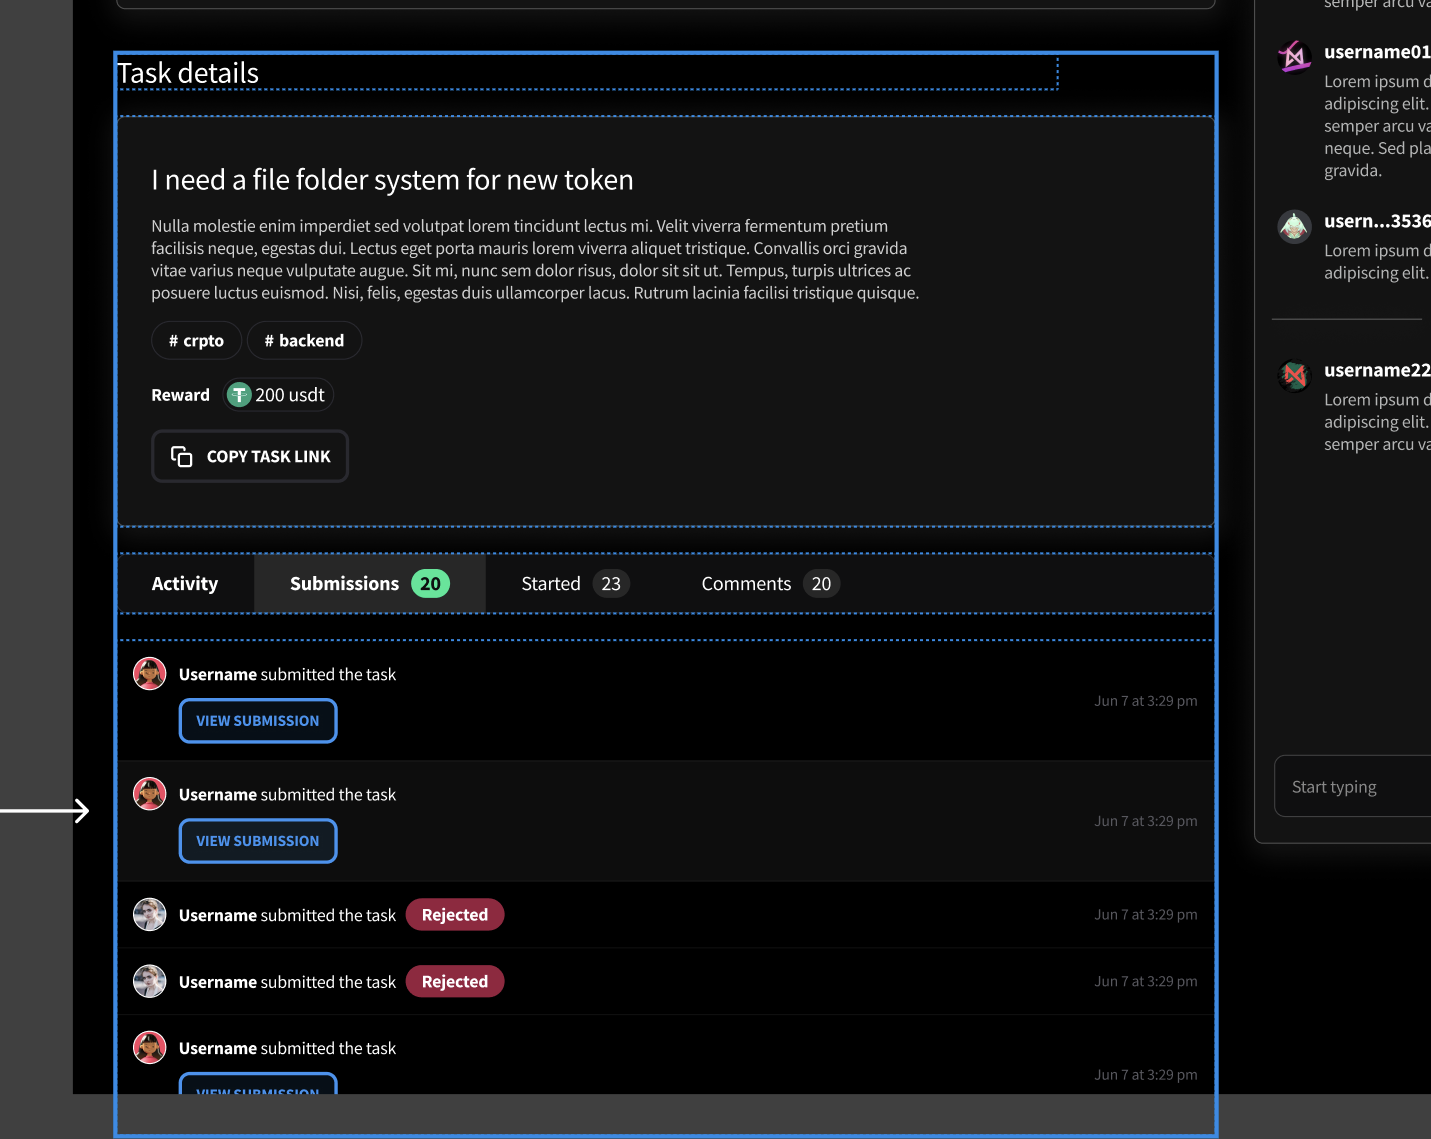 Task details
I need a file folder system for new token
Nulla molestie enim imperdiet sed volutpat lorem tincidunt lectus mi. Velit viverra fermentum pretium
facilisis neque, egestas dui. Lectus eget porta mauris lorem viverra aliquet tristique. Convallis orci gravida
vitae varius neque vulputate augue. Sit mi, nunc sem dolor risus, dolor sit sit ut. Tempus, turpis ultrices ac
posuere luctus euismod. Nisi, felis, egestas duis ullamcorper lacus. Rutrum lacinia facilisi tristique quisque.
# crpto # backend
Reward 200 usdt
COPY TASK LINK
Activity Submissions 20 Started 23 Comments 20
Username submitted the task
VIEW SUBMISSION
Jun 7 at 3:29 pm
Username submitted the task
VIEW SUBMISSION
Jun 7 at 3:29 pm
Username submitted the task Rejected Jun 7 at 3:29 pm
Username submitted the task Rejected Jun 7 at 3:29 pm
Username submitted the task
VIEW SUBMISSION
Jun 7 at 3:29 pm
semper arcu
username01
Lorem ipsum
adipiscing elit.
semper arcu
neque. Sed
gravida.
usern...3536
Lorem ipsum
adipiscing elit.
username22
Lorem ipsum
adipiscing elit.
semper arcu
Start typing